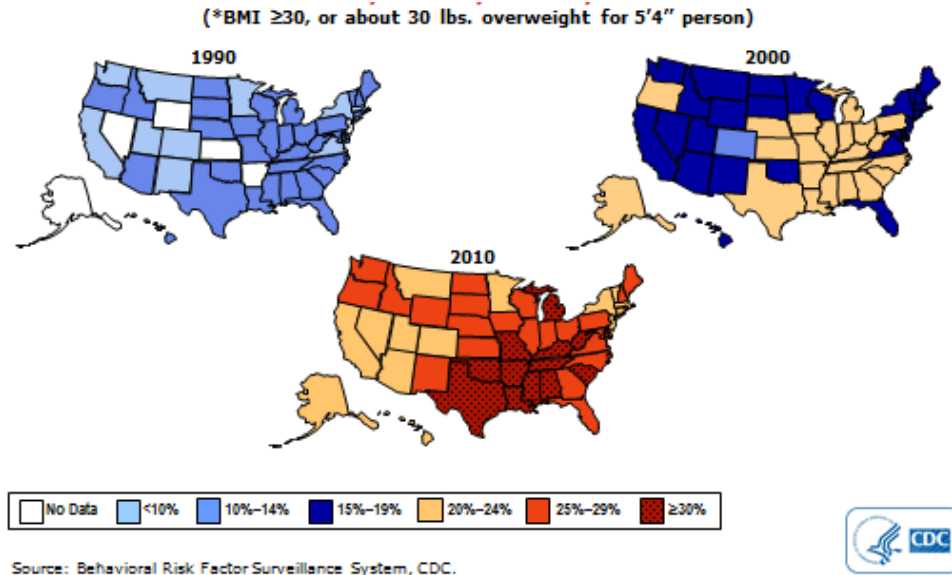 (*BMI ≥30, or about 30 lbs. overweight for 5'4" person)
1990
2000
2010
No Data
<10%
10%–14%
15%–19%
20%–24%
25%–29%
≥30%
CDC
Source: Behavioral Risk Factor Surveillance System, CDC.